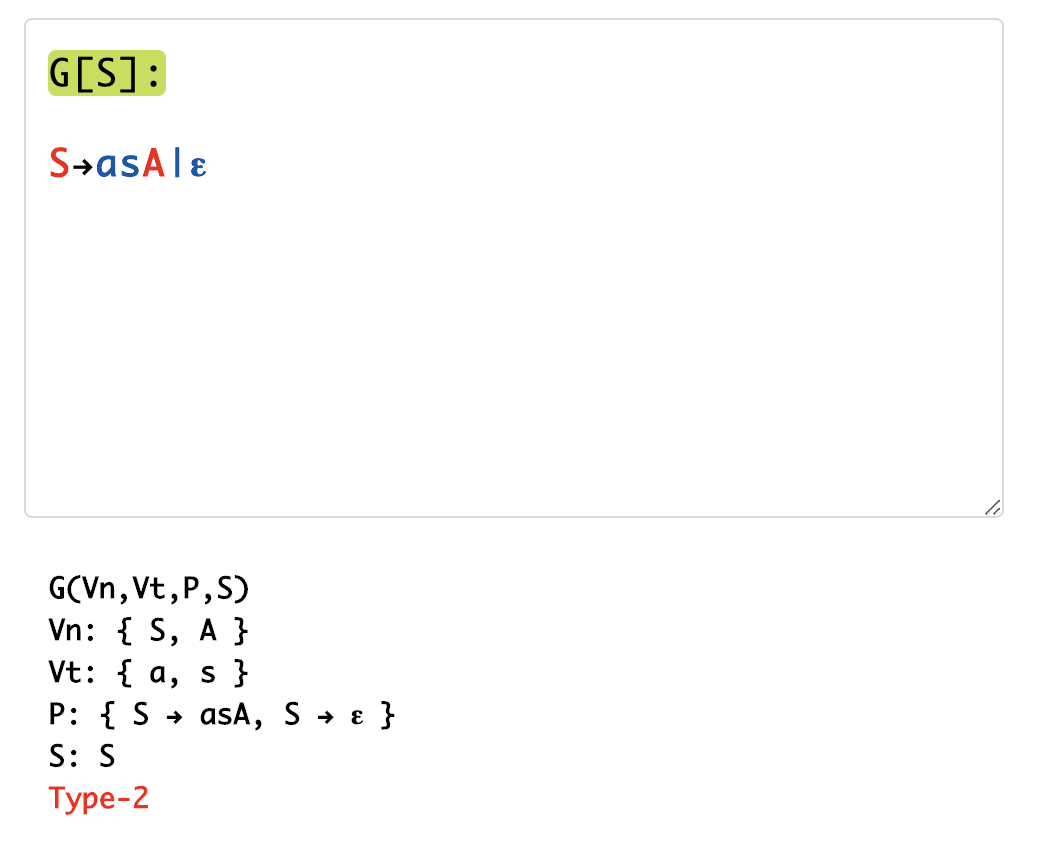 G[S]:
S→asA|ε
G(Vn,Vt,P,S)
Vn: { S, A }
Vt: { a, s }
P: { S → asA, S → ε }
S: S
Type-2